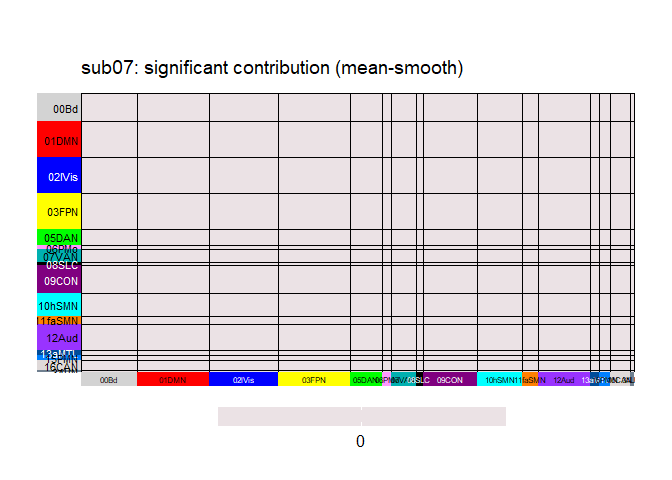 sub07: significant contribution (mean-smooth)
00Bd
01DMN
02lVis
03FPN
05DAN
07VAN
08SLC
09CON
10hSMN
11faSMN
12Aud
16CAN
00Bd 01DMN 02lVis 03FPN 05DAN 08SLC 09CON 10hSMN 11faSMN 12Aud
0